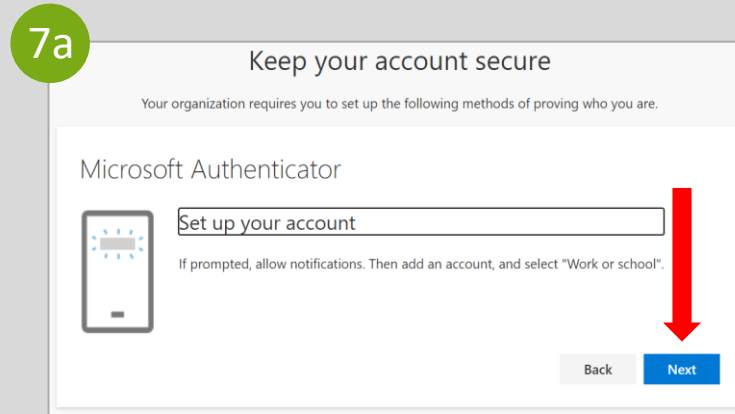 7a
Keep your account secure
Your organization requires you to set up the following methods of proving who you are.
Microsoft Authenticator
Set up your account
If prompted, allow notifications. Then add an account, and select "Work or school".
Back Next